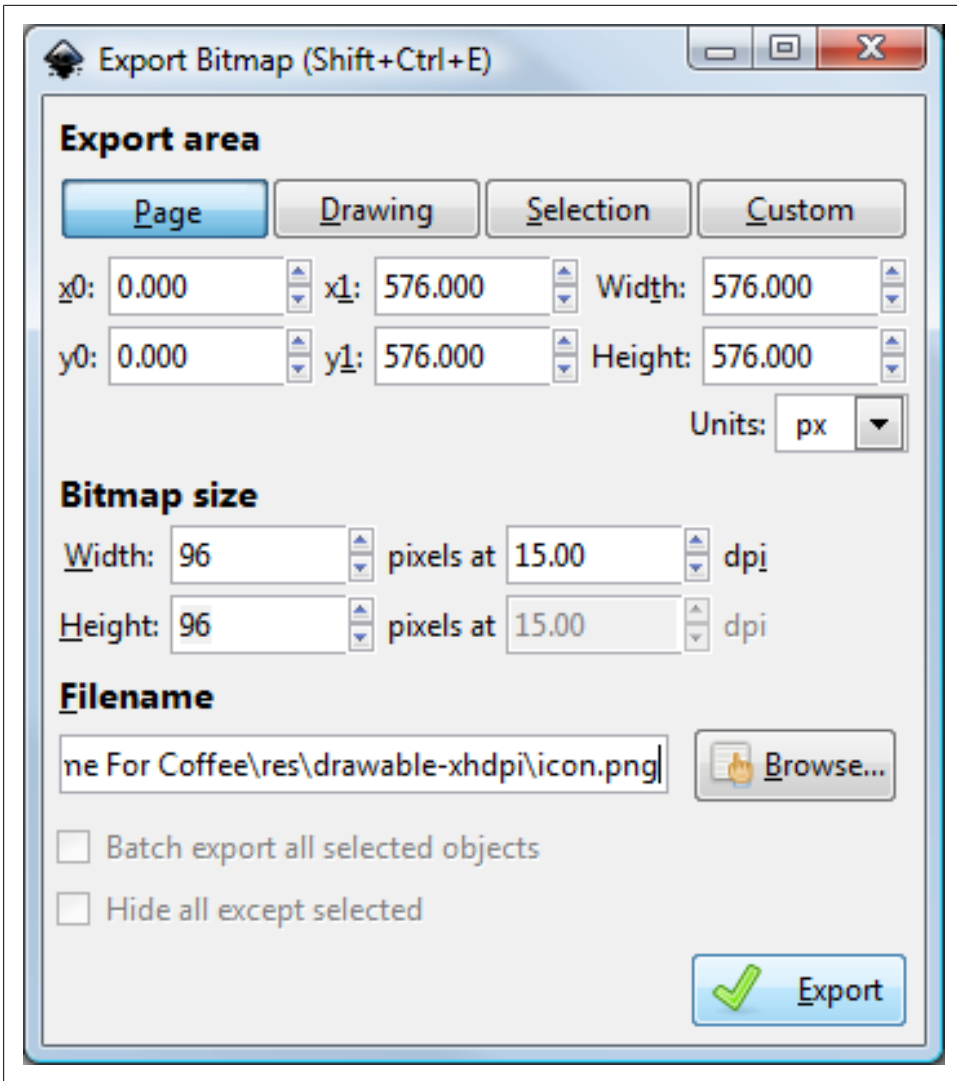 Export Bitmap (Shift+Ctrl+E)
Export area
Page Drawing Selection Custom
x0: 0.000 x1: 576.000 Width: 576.000
y0: 0.000 y1: 576.000 Height: 576.000
Units: px
Bitmap size
Width: 96 pixels at 15.00 dpi
Height: 96 pixels at 15.00 dpi
Filename
ne For Coffee\res\drawable-xhdpi\icon.png Browse...
Batch export all selected objects
Hide all except selected
Export